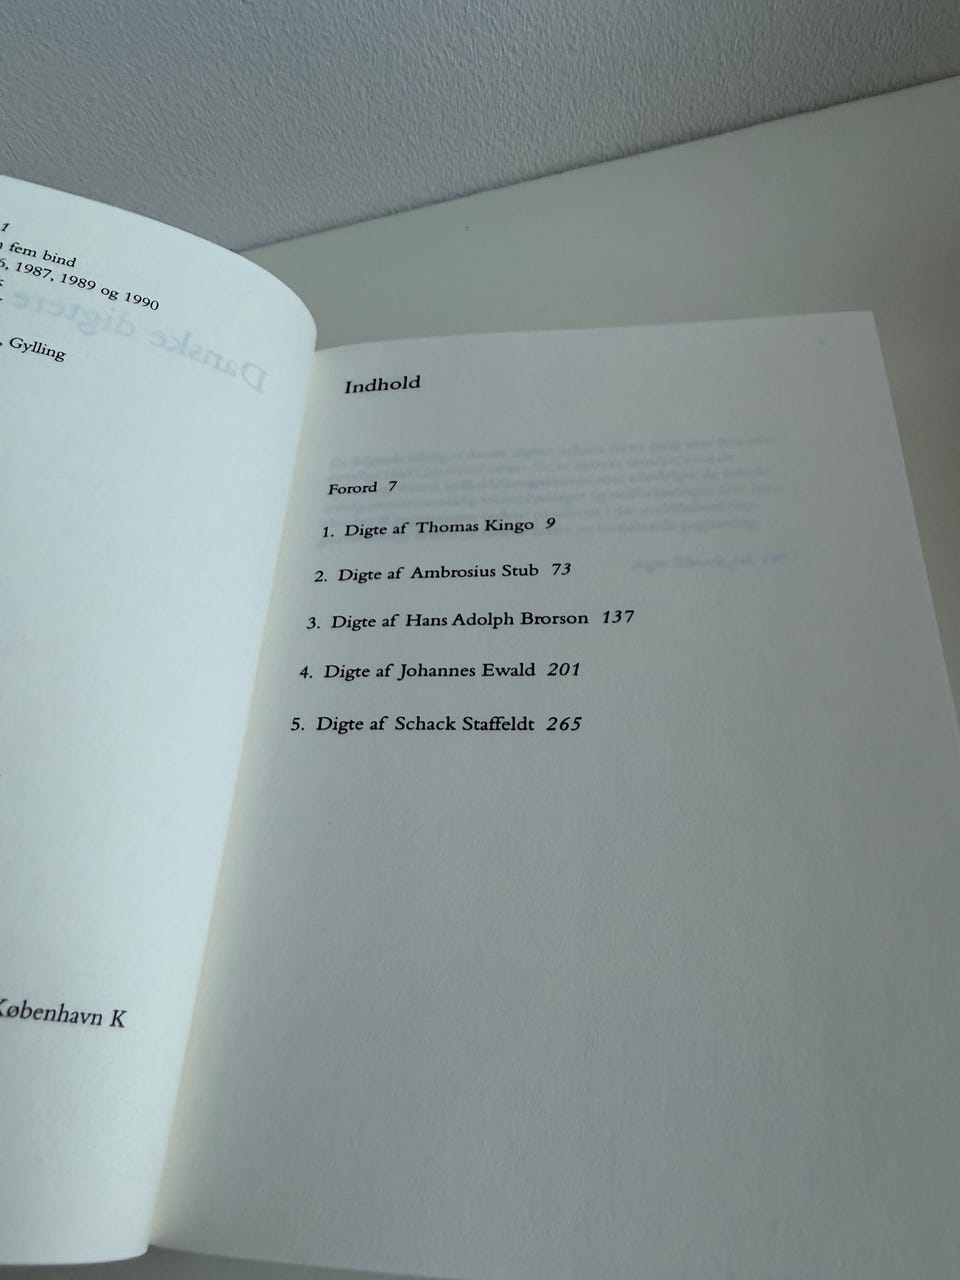 1
fem bind
, 1987, 1989 og 1990
, Gylling
København K
Danske digtere
Indhold
Forord 7
1. Digte af Thomas Kingo 9
2. Digte af Ambrosius Stub 73
3. Digte af Hans Adolph Brorson 137
4. Digte af Johannes Ewald 201
5. Digte af Schack Staffeldt 265